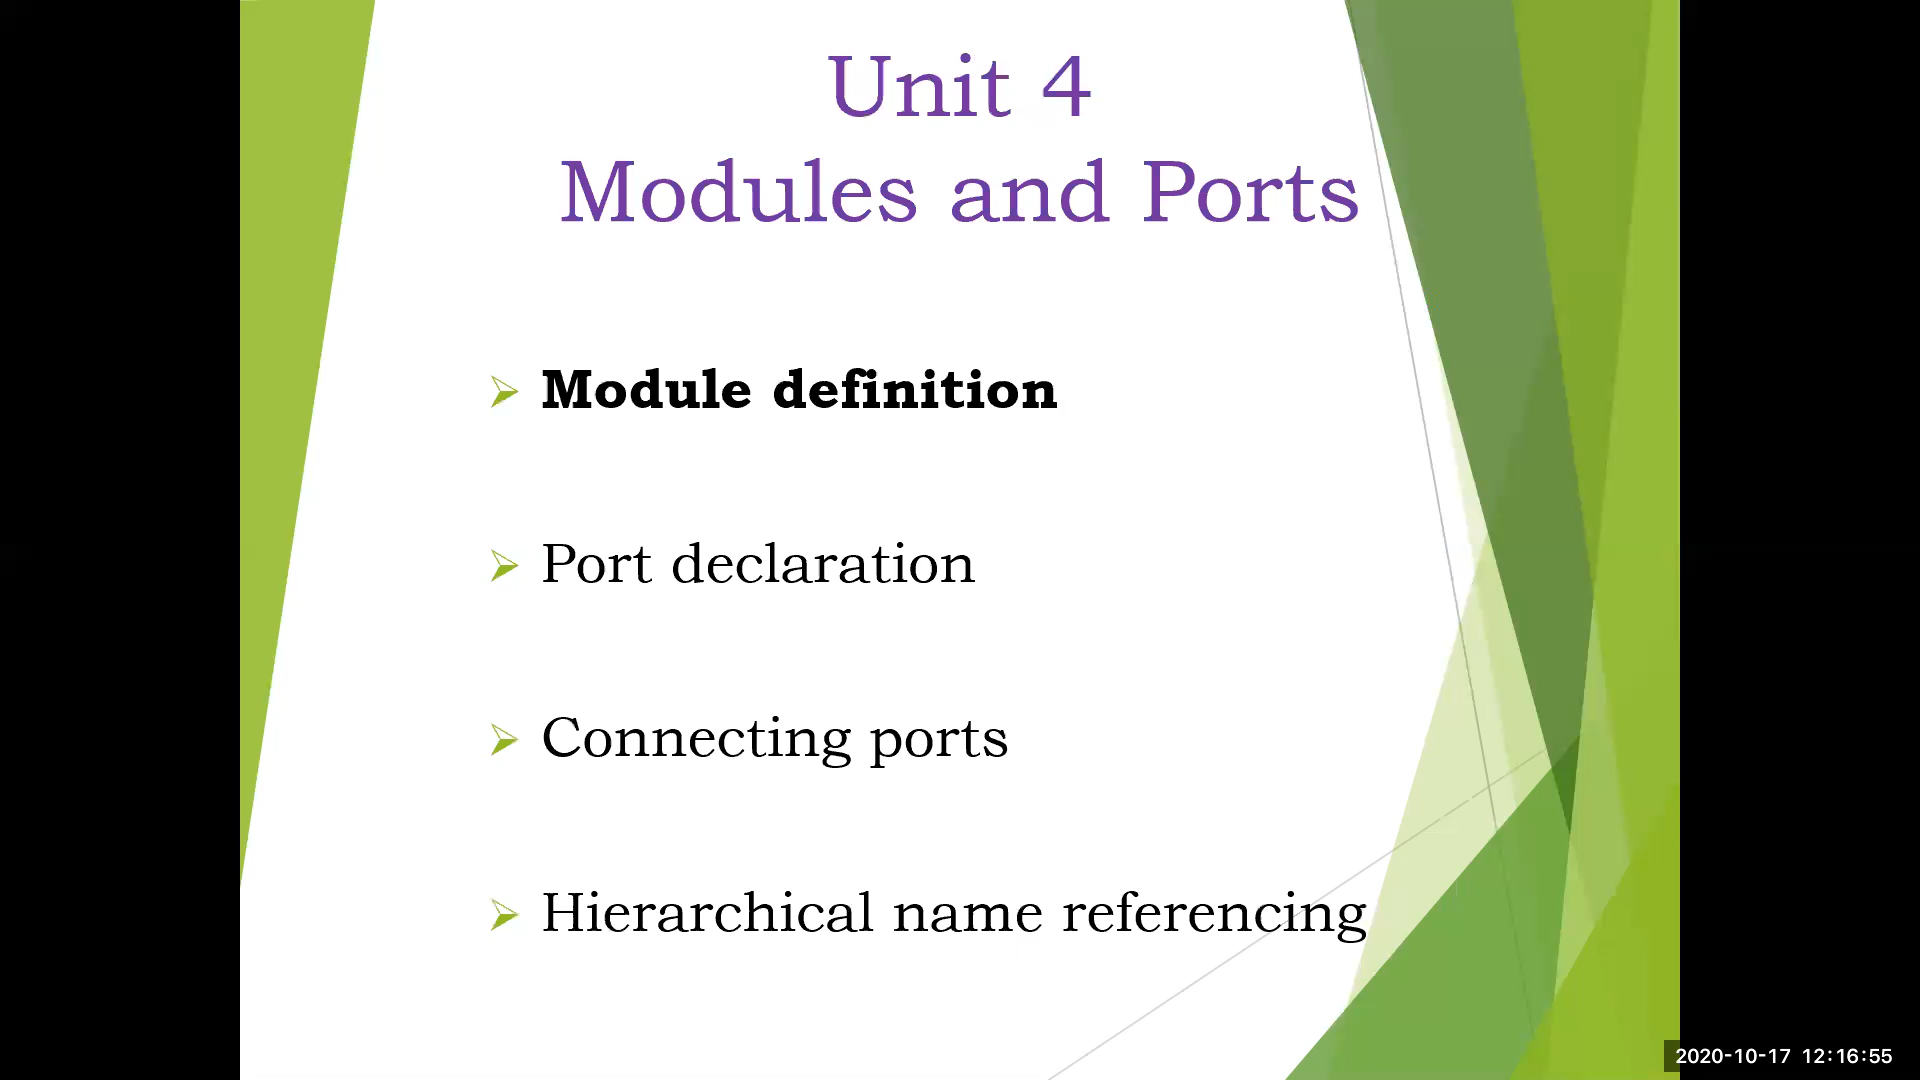 Unit 4
Modules and Ports
Module definition
Port declaration
Connecting ports
Hierarchical name referencing
2020-10-17 12:16:55